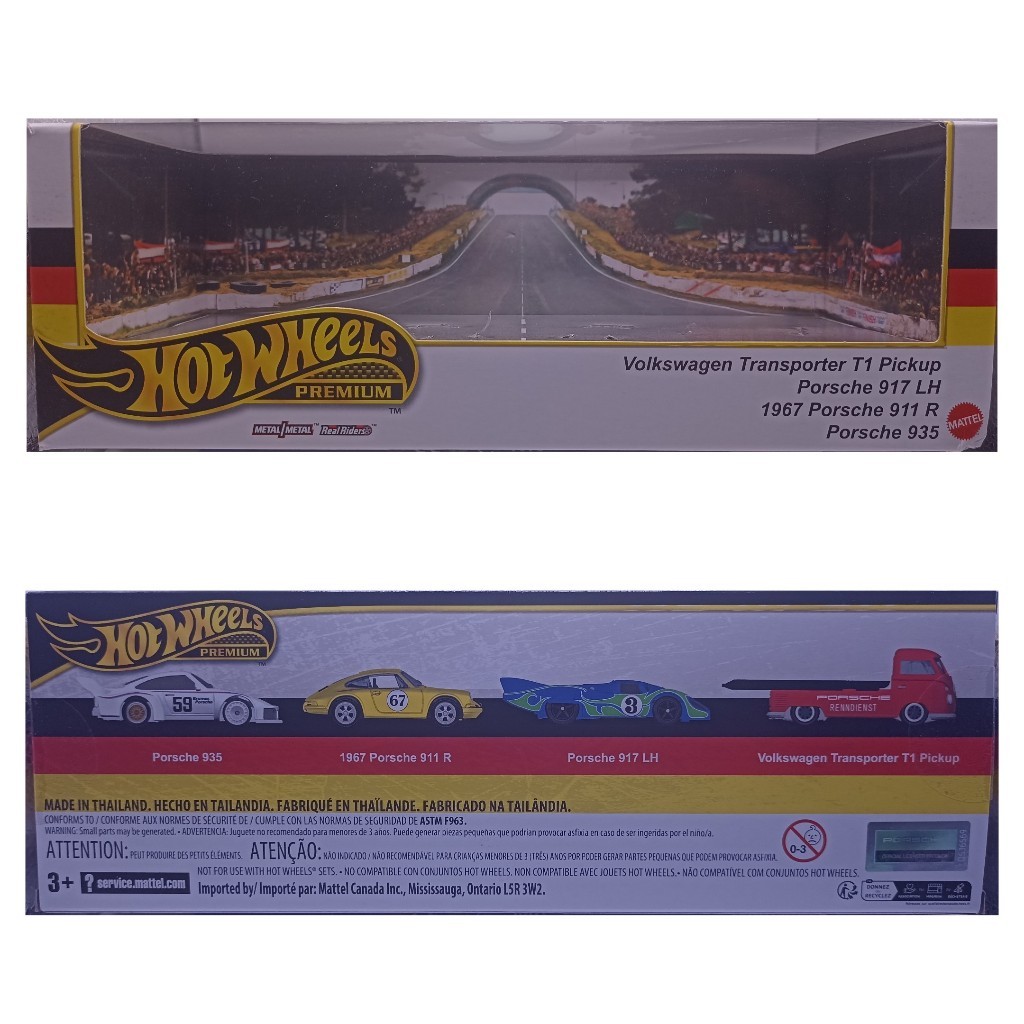 HOT WHEELS
PREMIUM
TM
METAL/METAL™ Real Riders™
Volkswagen Transporter T1 Pickup
Porsche 917 LH
1967 Porsche 911 R
Porsche 935
MATTEL
HOT WHEELS
PREMIUM
TM
59
67
3
PORSCHE
RENNDIENST
Porsche 935
1967 Porsche 911 R
Porsche 917 LH
Volkswagen Transporter T1 Pickup
MADE IN THAILAND. HECHO EN TAILANDIA. FABRIQUÉ EN THAÏLANDE. FABRICADO NA TAILÂNDIA.
CONFORMS TO / CONFORME AUX NORMES DE SÉCURITÉ DE / CUMPLE CON LAS NORMAS DE SEGURIDAD DE ASTM F963.
WARNING: Small parts may be generated. • ADVERTENCIA: Juguete no recomendado para menores de 3 años. Puede generar piezas pequeñas que podrían provocar asfixia en caso de ser ingeridas por el niño/a.
ATTENTION: PEUT PRODUIRE DES PETITS ÉLÉMENTS. ATENÇÃO: NÃO INDICADO / NÃO RECOMENDÁVEL PARA CRIANÇAS MENORES DE 3 (TRÊS) ANOS POR PODER GERAR PARTES PEQUENAS QUE PODEM PROVOCAR ASFIXIA.
0-3
NOT FOR USE WITH HOT WHEELS® SETS. • NO COMPATIBLE CON CONJUNTOS HOT WHEELS. NON COMPATIBLE AVEC JOUETS HOT WHEELS. • NÃO COMPATÍVEL COM CONJUNTOS HOT WHEELS.
3+ ? service.mattel.com Imported by/ Importé par: Mattel Canada Inc., Mississauga, Ontario L5R 3W2.
DONNEZ
RECYCLEZ